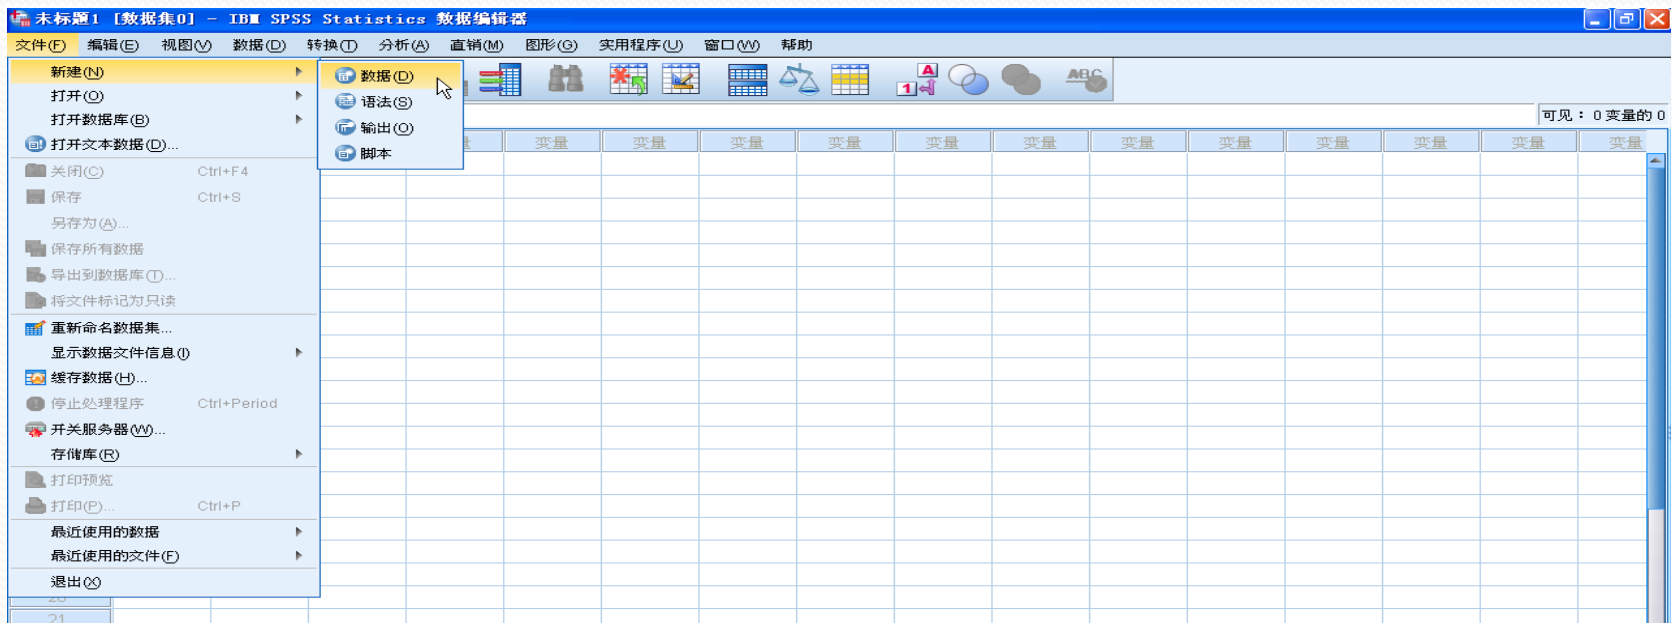 未标题1 [数据集0] - IBM SPSS Statistics 数据编辑器
文件(F) 编辑(E) 视图(V) 数据(D) 转换(T) 分析(A) 直销(M) 图形(G) 实用程序(U) 窗口(W) 帮助
新建(N)
数据(D)
语法(S)
输出(O)
脚本
打开(O)
打开数据库(B)
打开文本数据(D)...
关闭(C) Ctrl+F4
保存 Ctrl+S
另存为(A)...
保存所有数据
导出到数据库(T)...
将文件标记为只读
重新命名数据集...
显示数据文件信息(I)
缓存数据(H)...
停止处理程序 Ctrl+Period
开关服务器(W)...
存储库(R)
打印预览
打印(P)... Ctrl+P
最近使用的数据
最近使用的文件(F)
退出(X)
A
1
ABC
可见： 0 变量的 0
量 变量 变量 变量 变量 变量 变量 变量 变量 变量 变量 变量 变量
20
21